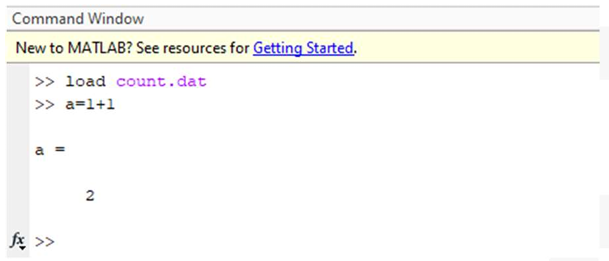 Command Window
New to MATLAB? See resources for Getting Started.
>> load count.dat
>> a=1+1
a =
2
fx >>